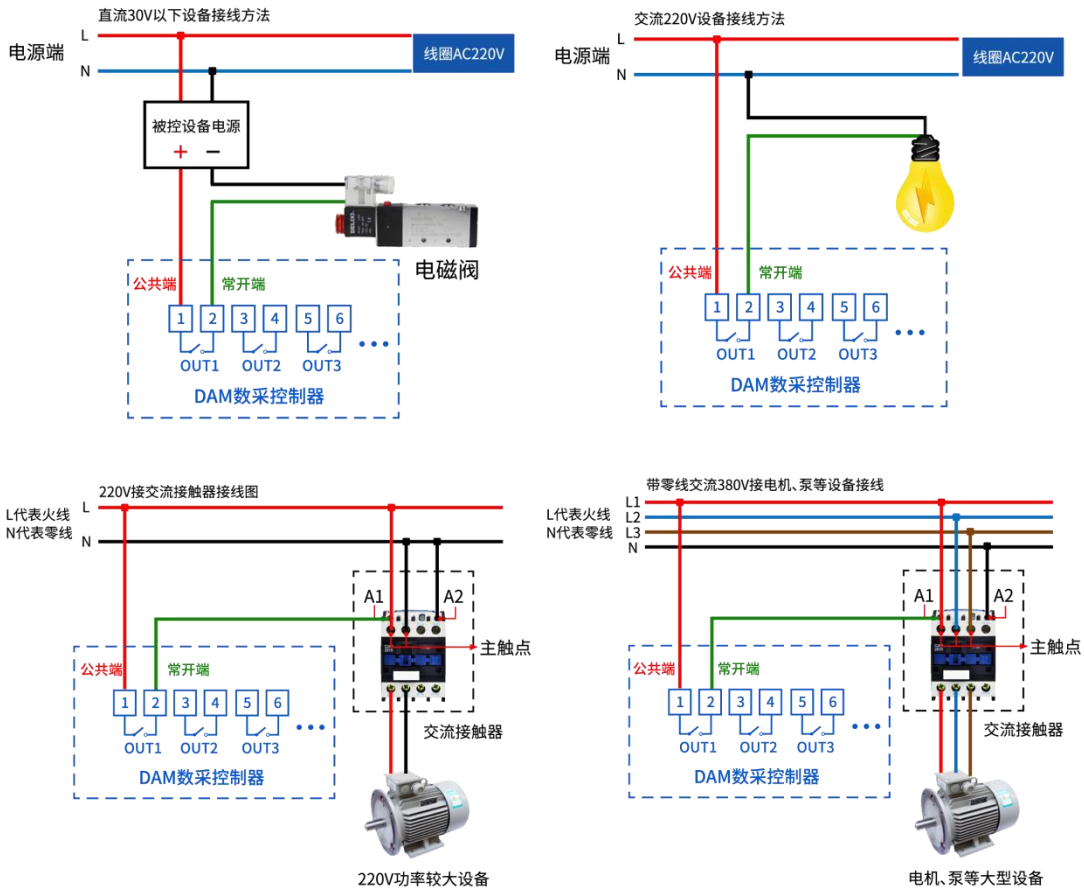 直流30V以下设备接线方法
电源端
L
N
线圈AC220V
被控设备电源
+ −
电磁阀
公共端
常开端
1 2 3 4 5 6
OUT1 OUT2 OUT3
DAM数采控制器
交流220V设备接线方法
电源端
L
N
线圈AC220V
公共端
常开端
1 2 3 4 5 6
OUT1 OUT2 OUT3
DAM数采控制器
220V接交流接触器接线图
L代表火线
N代表零线
L
N
A1 A2
主触点
交流接触器
公共端
常开端
1 2 3 4 5 6
OUT1 OUT2 OUT3
DAM数采控制器
220V功率较大设备
带零线交流380V接电机、泵等设备接线
L代表火线
N代表零线
L1
L2
L3
N
A1 A2
主触点
交流接触器
公共端
常开端
1 2 3 4 5 6
OUT1 OUT2 OUT3
DAM数采控制器
电机、泵等大型设备